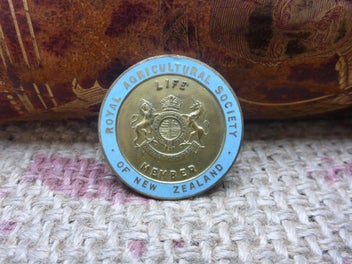 · ROYAL AGRICULTURAL SOCIETY ·
OF NEW ZEALAND
LIFE
MEMBER